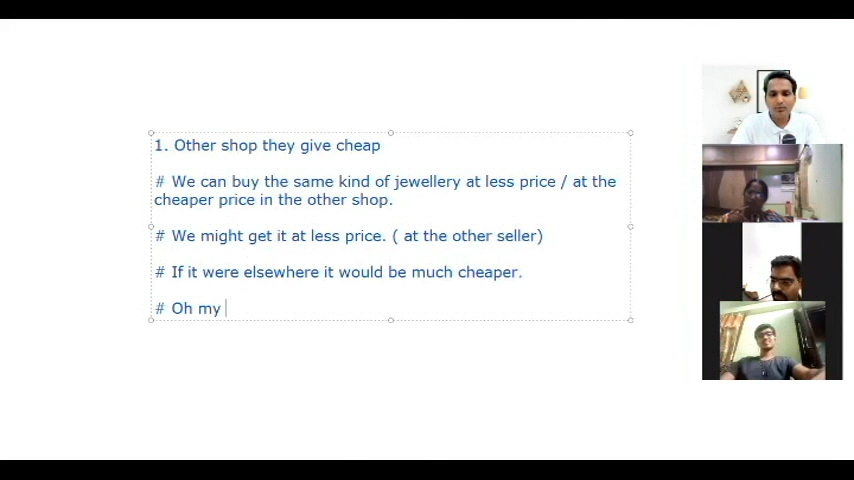 1. Other shop they give cheap
# We can buy the same kind of jewellery at less price / at the
cheaper price in the other shop.
# We might get it at less price. ( at the other seller)
# If it were elsewhere it would be much cheaper.
# Oh my